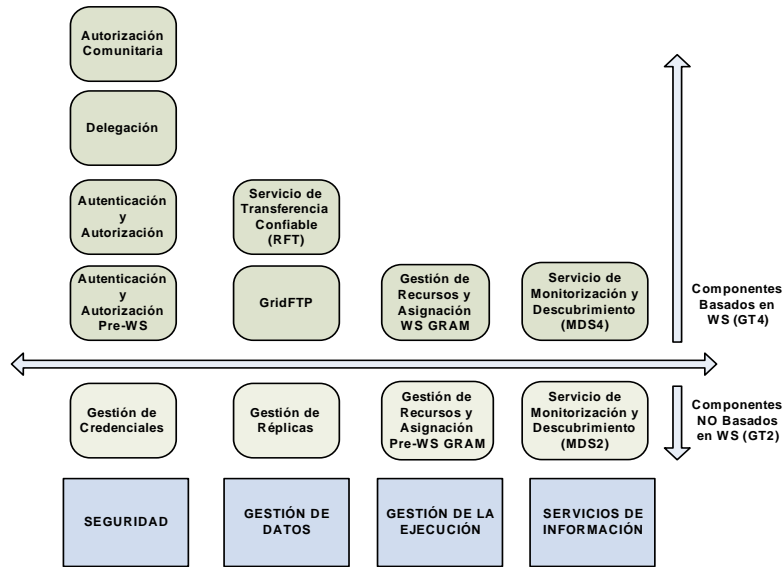 Autorización
Comunitaria
Delegación
Autenticación
y
Autorización
Servicio de
Transferencia
Confiable
(RFT)
Autenticación
y
Autorización
Pre-WS
GridFTP
Gestión de
Recursos y
Asignación
WS GRAM
Servicio de
Monitorización y
Descubrimiento
(MDS4)
Componentes
Basados en
WS (GT4)
Gestión de
Credenciales
Gestión de
Réplicas
Gestión de
Recursos y
Asignación
Pre-WS GRAM
Servicio de
Monitorización y
Descubrimiento
(MDS2)
Componentes
NO Basados
en WS (GT2)
SEGURIDAD
GESTIÓN DE
DATOS
GESTIÓN DE LA
EJECUCIÓN
SERVICIOS DE
INFORMACIÓN